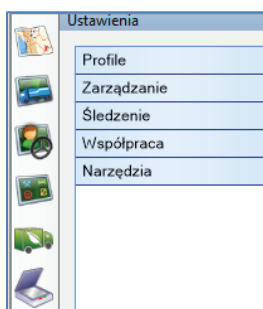 Ustawienia
Profile
Zarządzanie
Śledzenie
Współpraca
Narzędzia